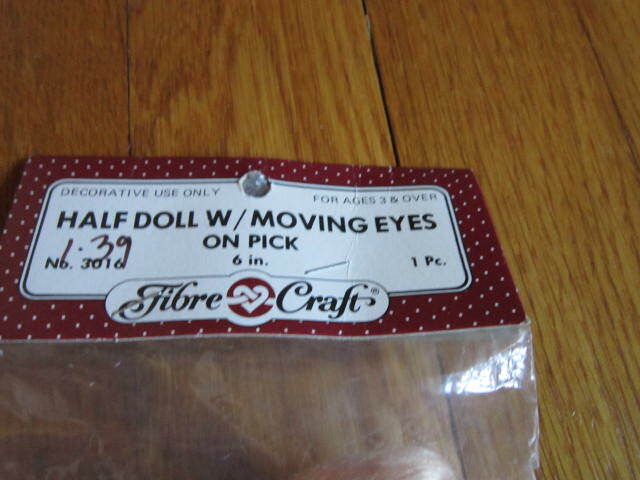 DECORATIVE USE ONLY
FOR AGES 3 & OVER
HALF DOLL W/MOVING EYES
ON PICK
1.39
No. 3016
6 in.
1 Pc.
Fibre Craft®